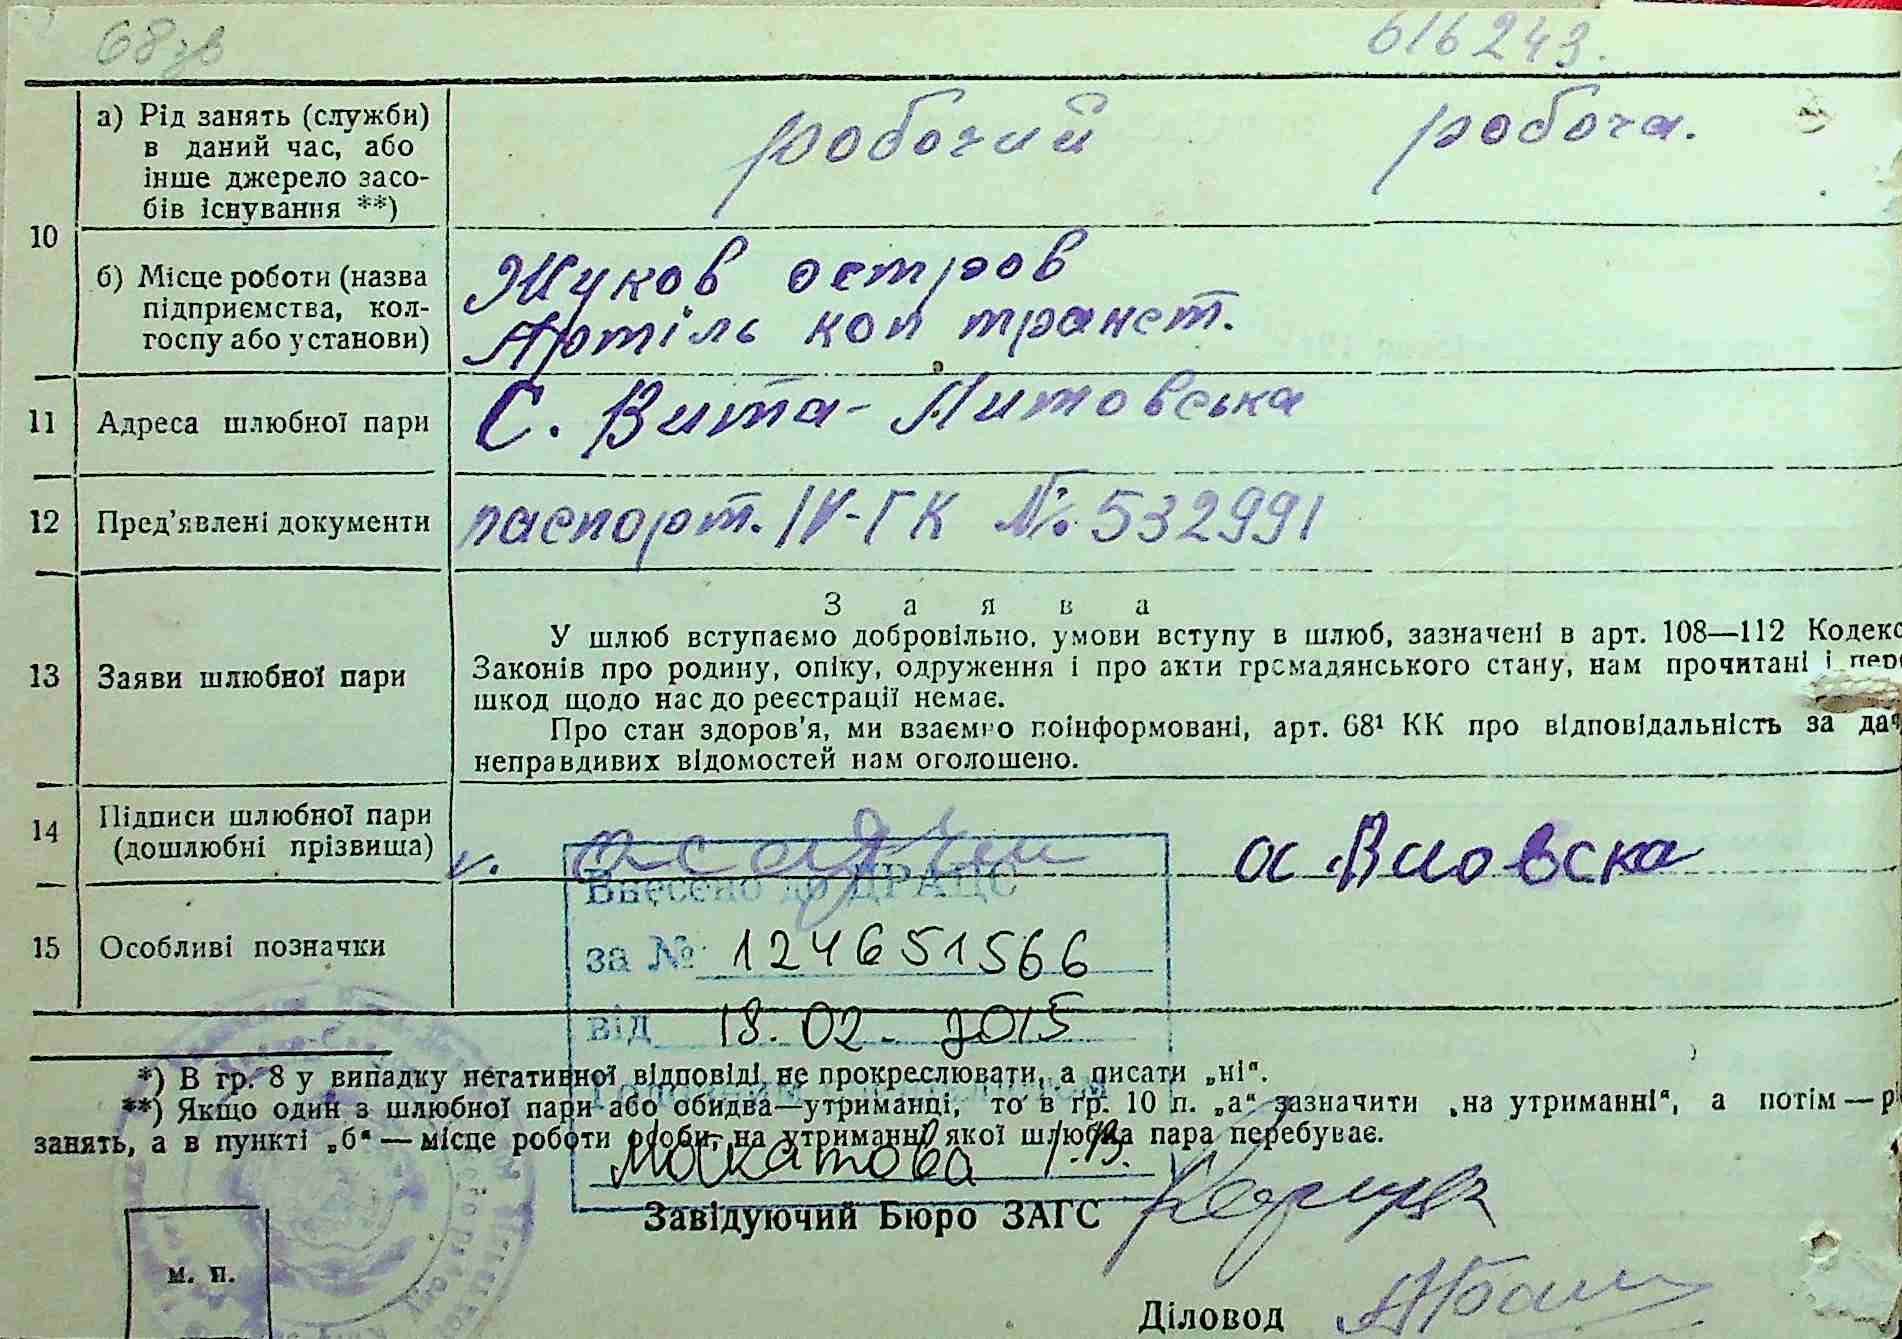 68зв
616243.
10
а) Рід занять (служби)
в даний час, або
інше джерело засо-
бів існування **)
робочий робоча.
б) Місце роботи (назва
підприємства, кол-
госпу або установи)
Жуков остров
Артіль коп транст.
11 Адреса шлюбної пари
С. Вита-Литовська
12 Пред’явлені документи
паспорт. IV-ГК № 532991
13 Заяви шлюбної пари
Заява
У шлюб вступаємо добровільно, умови вступу в шлюб, зазначені в арт. 108—112 Кодекс
Законів про родину, опіку, одруження і про акти громадянського стану, нам прочитані і пере
шкод щодо нас до реєстрації немає.
Про стан здоров’я, ми взаємно поінформовані, арт. 68¹ КК про відповідальність за дач
неправдивих відомостей нам оголошено.
14 Підписи шлюбної пари
(дошлюбні прізвища)
15 Особливі позначки
Внесено до ДРАЦС
за № 124651566
від 18.02.2015
*) В гр. 8 у випадку негативної відповіді не прокреслювати, а писати „ні“.
**) Якщо один з шлюбної пари або обидва—утриманці, то в гр. 10 п. „а“ зазначити „на утриманні“, а потім — р
занять, а в пункті „б“ — місце роботи особи, на утриманні якої шлюбна пара перебуває.
Москатова
Завідуючий Бюро ЗАГС
м. п.
Діловод